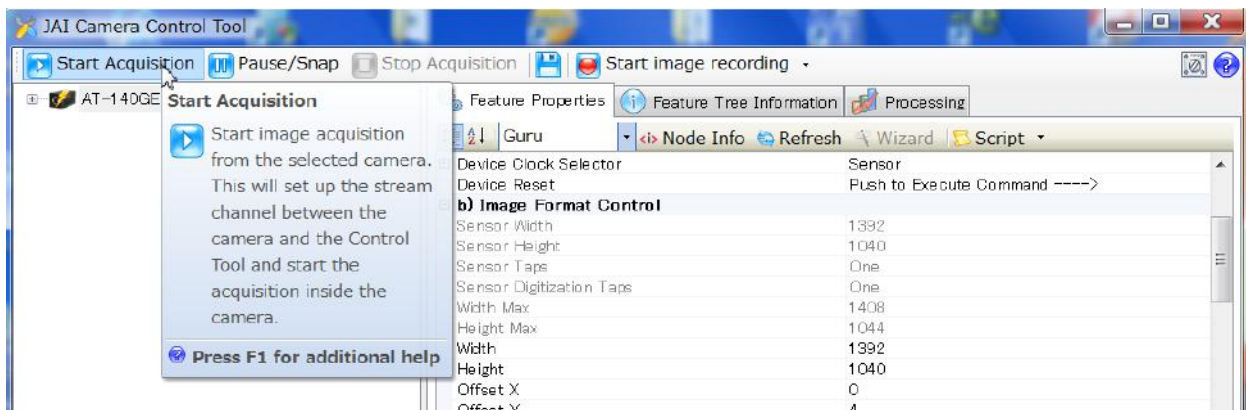 JAI Camera Control Tool
Start Acquisition Pause/Snap Stop Acquisition Start image recording
AT-140GE
Start Acquisition
Start image acquisition
from the selected camera.
This will set up the stream
channel between the
camera and the Control
Tool and start the
acquisition inside the
camera.
Press F1 for additional help
Feature Properties Feature Tree Information Processing
Guru <i> Node Info Refresh Wizard Script
Device Clock Selector Sensor
Device Reset Push to Execute Command ---->
b) Image Format Control
Sensor Width 1392
Sensor Height 1040
Sensor Taps One
Sensor Digitization Taps One
Width Max 1408
Height Max 1044
Width 1392
Height 1040
Offset X 0
Offset Y 4